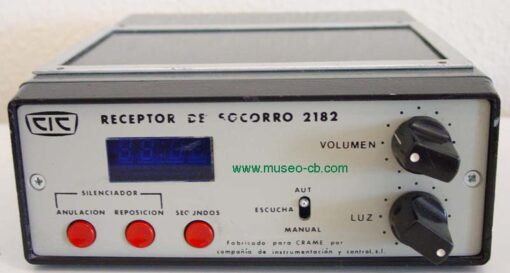 CIC
RECEPTOR DE SOCORRO 2182
VOLUMEN
www.museo-cb.com
SILENCIADOR
AUT
ANULACION REPOSICION SEGUNDOS
ESCUCHA
LUZ
MANUAL
Fabricado para CRAME por
compañia de instrumentación y control, s.l.